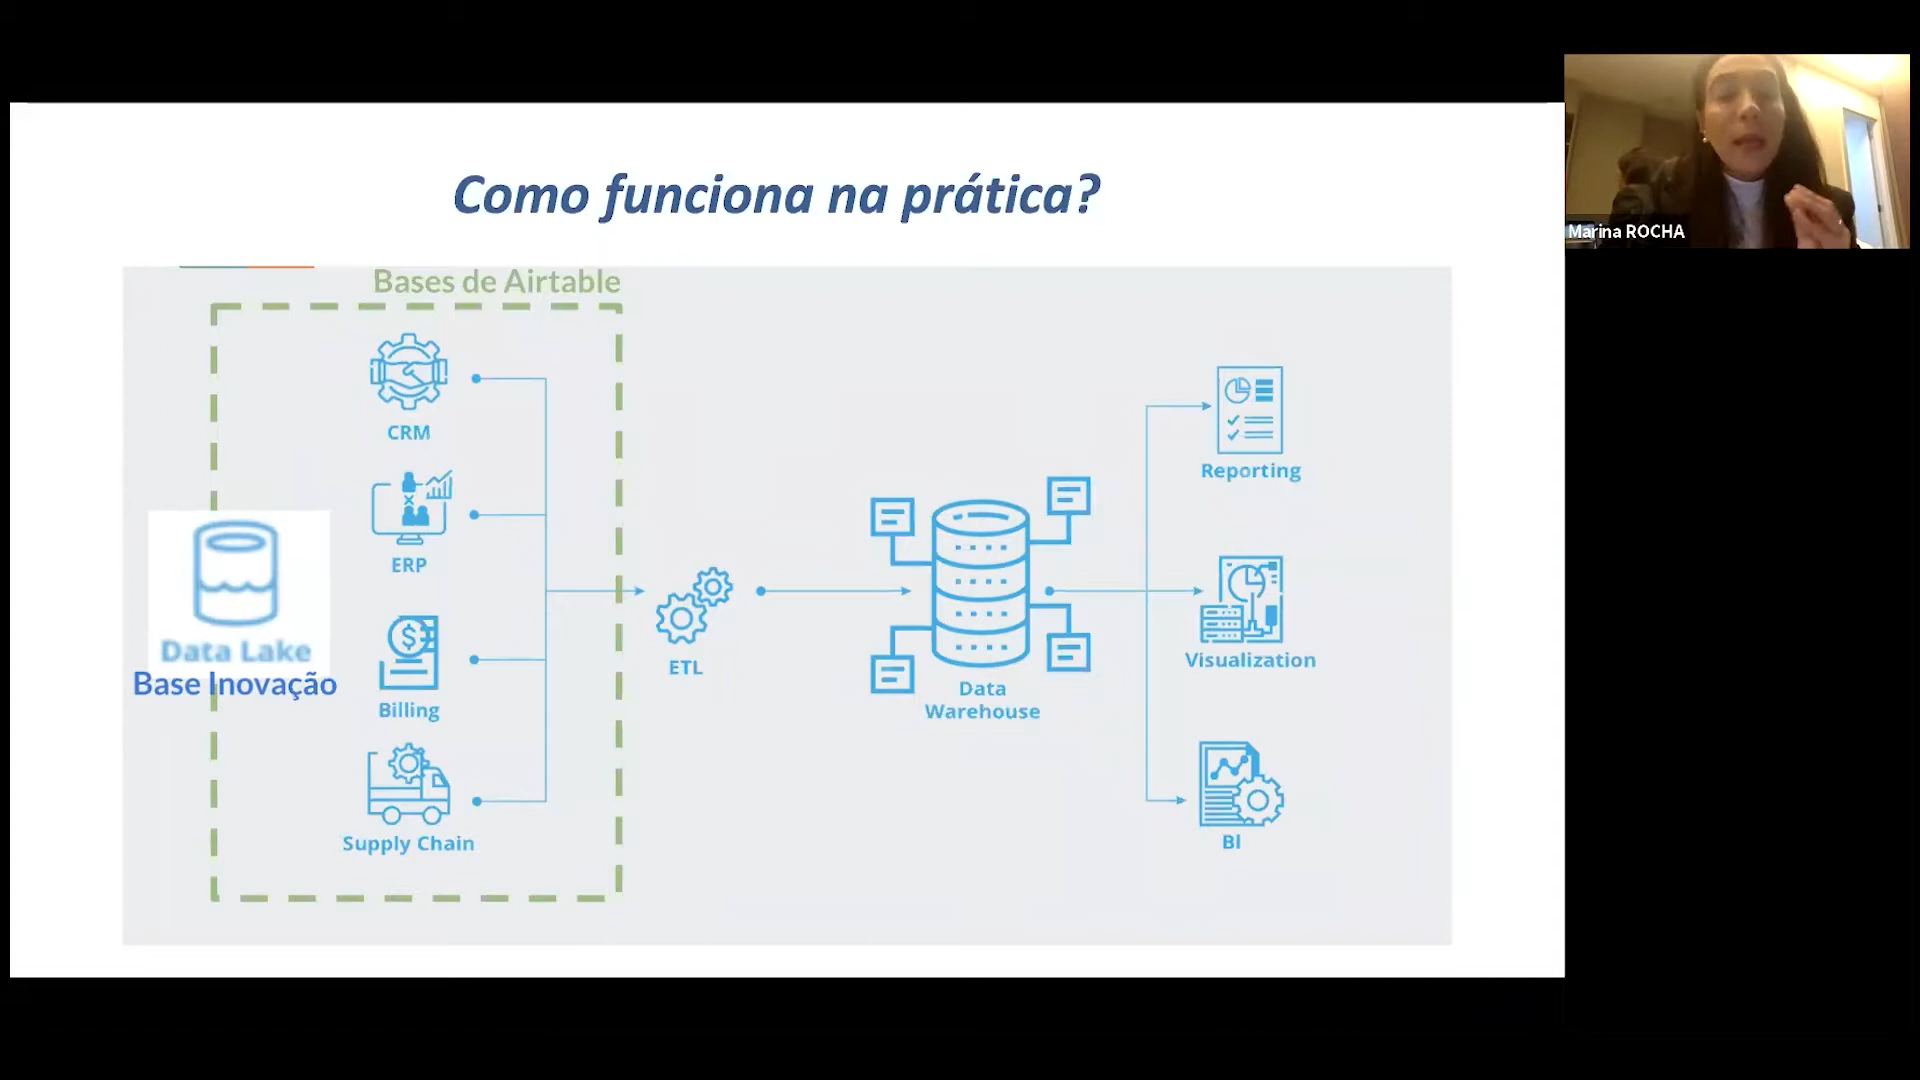 Como funciona na prática?
Marina ROCHA
Bases de Airtable
CRM
ERP
Data Lake
Base Inovação
Billing
Supply Chain
ETL
Data
Warehouse
Reporting
Visualization
BI